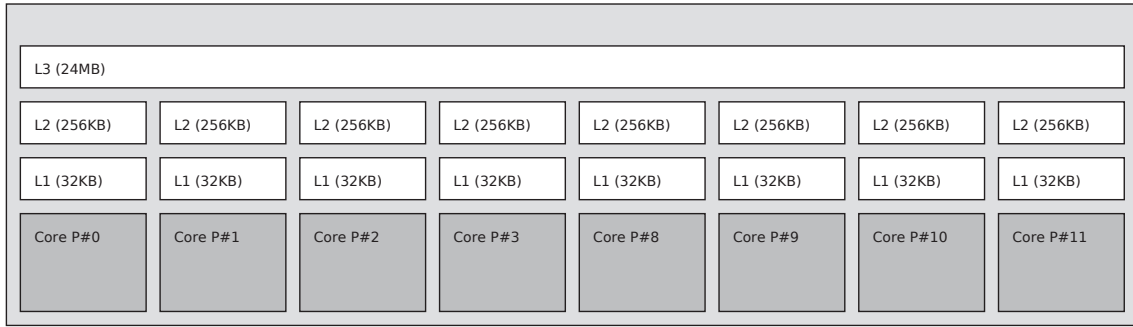 L3 (24MB)
L2 (256KB) L2 (256KB) L2 (256KB) L2 (256KB) L2 (256KB) L2 (256KB) L2 (256KB) L2 (256KB)
L1 (32KB) L1 (32KB) L1 (32KB) L1 (32KB) L1 (32KB) L1 (32KB) L1 (32KB) L1 (32KB)
Core P#0 Core P#1 Core P#2 Core P#3 Core P#8 Core P#9 Core P#10 Core P#11